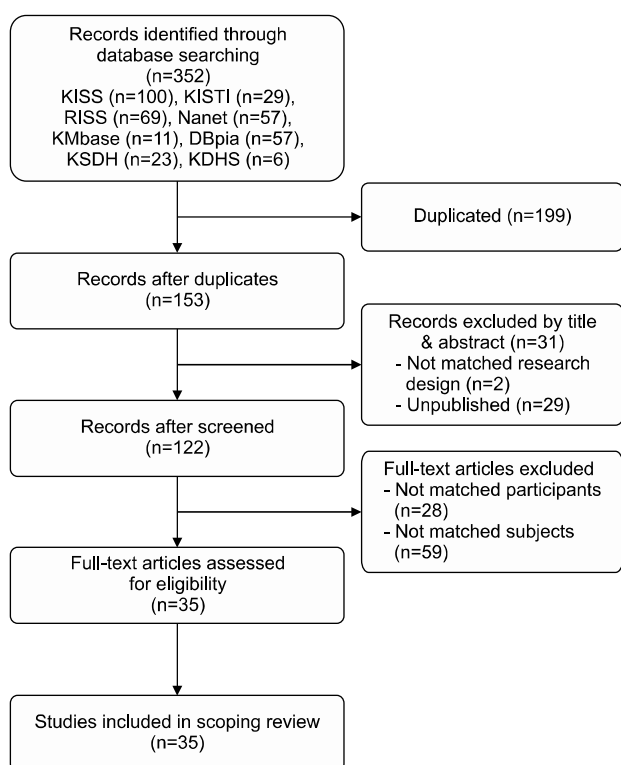 Records identified through
database searching
(n=352)
KISS (n=100), KISTI (n=29),
RISS (n=69), Nanet (n=57),
KMbase (n=11), DBpia (n=57),
KSDH (n=23), KDHS (n=6)
Duplicated (n=199)
Records after duplicates
(n=153)
Records excluded by title
& abstract (n=31)
- Not matched research
design (n=2)
- Unpublished (n=29)
Records after screened
(n=122)
Full-text articles excluded
- Not matched participants
(n=28)
- Not matched subjects
(n=59)
Full-text articles assessed
for eligibility
(n=35)
Studies included in scoping review
(n=35)